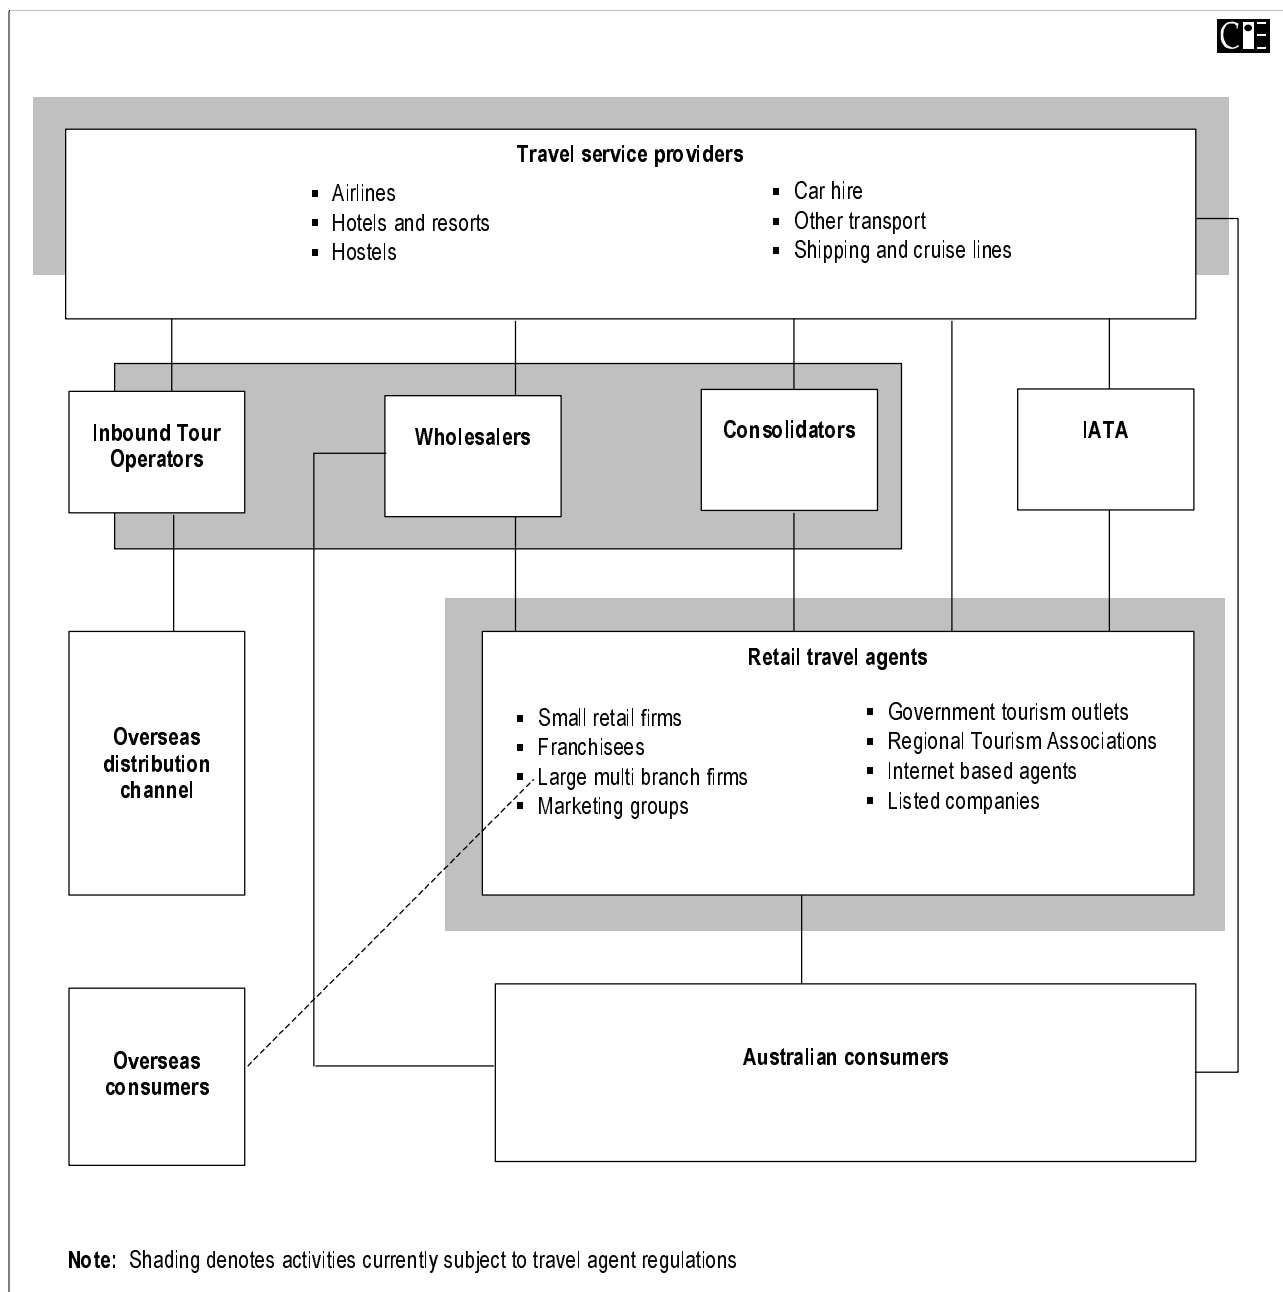 CIE
Travel service providers
▪ Airlines
▪ Hotels and resorts
▪ Hostels
▪ Car hire
▪ Other transport
▪ Shipping and cruise lines
Inbound Tour
Operators
Wholesalers
Consolidators
IATA
Retail travel agents
▪ Small retail firms
▪ Franchisees
▪ Large multi branch firms
▪ Marketing groups
▪ Government tourism outlets
▪ Regional Tourism Associations
▪ Internet based agents
▪ Listed companies
Overseas
distribution
channel
Overseas
consumers
Australian consumers
Note: Shading denotes activities currently subject to travel agent regulations